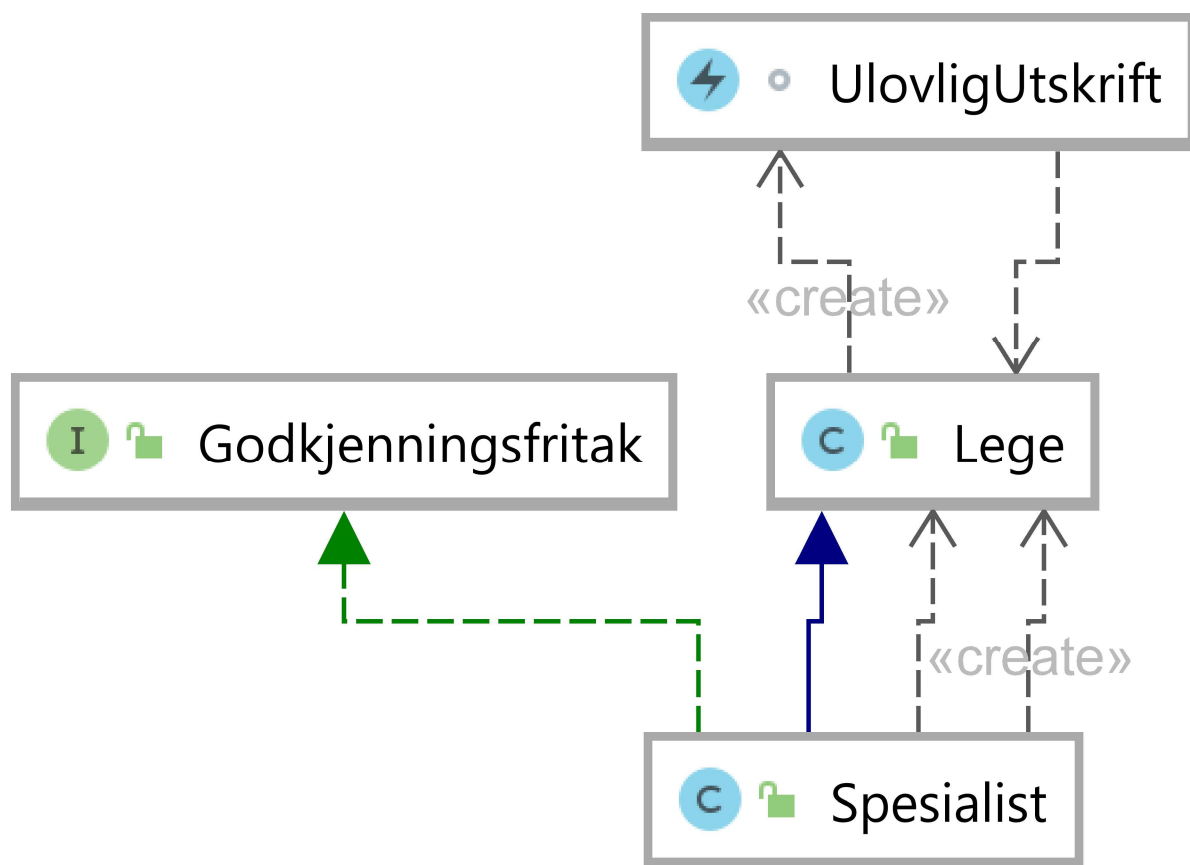 UlovligUtskrift
«create»
I Godkjenningsfritak
C Lege
«create»
C Spesialist